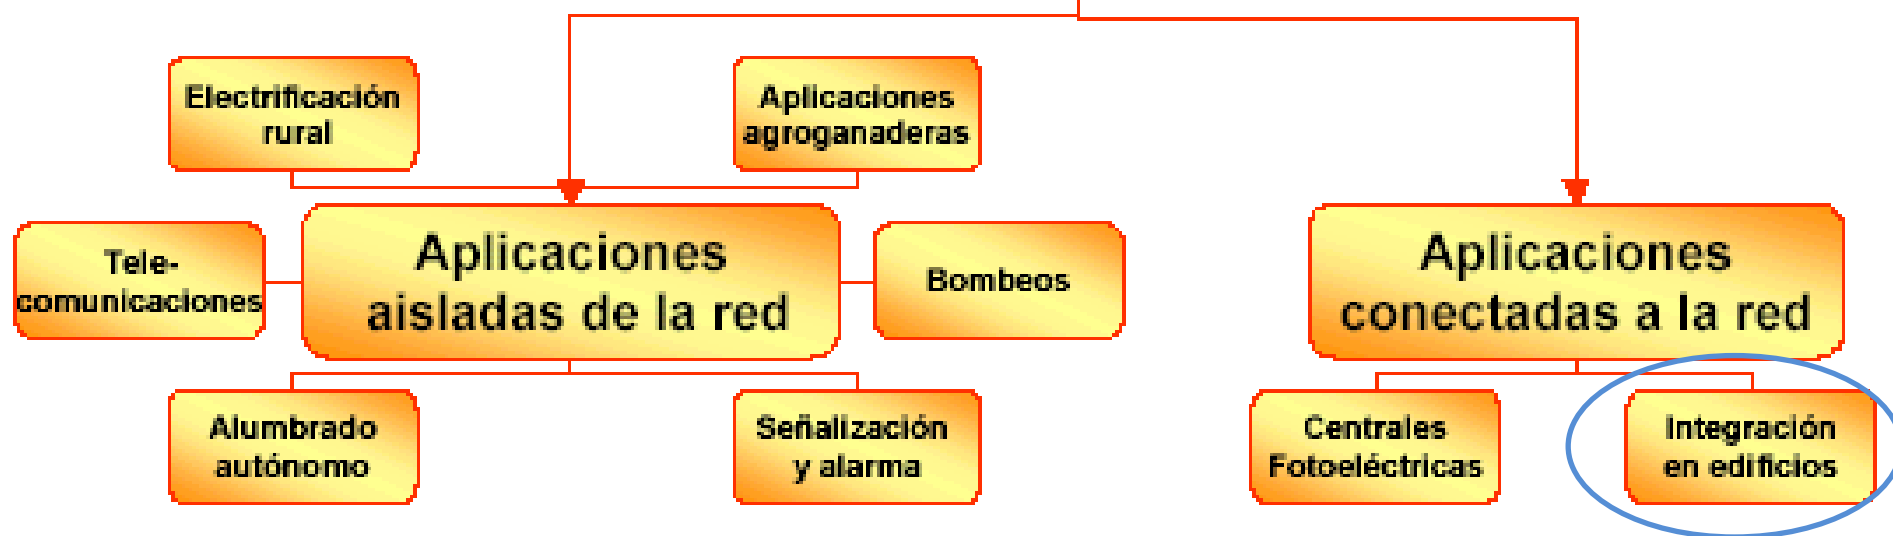 Electrificación
rural
Aplicaciones
agroganaderas
Tele-
comunicaciones
Aplicaciones
aisladas de la red
Bombeos
Aplicaciones
conectadas a la red
Alumbrado
autónomo
Señalización
y alarma
Centrales
Fotoeléctricas
Integración
en edificios